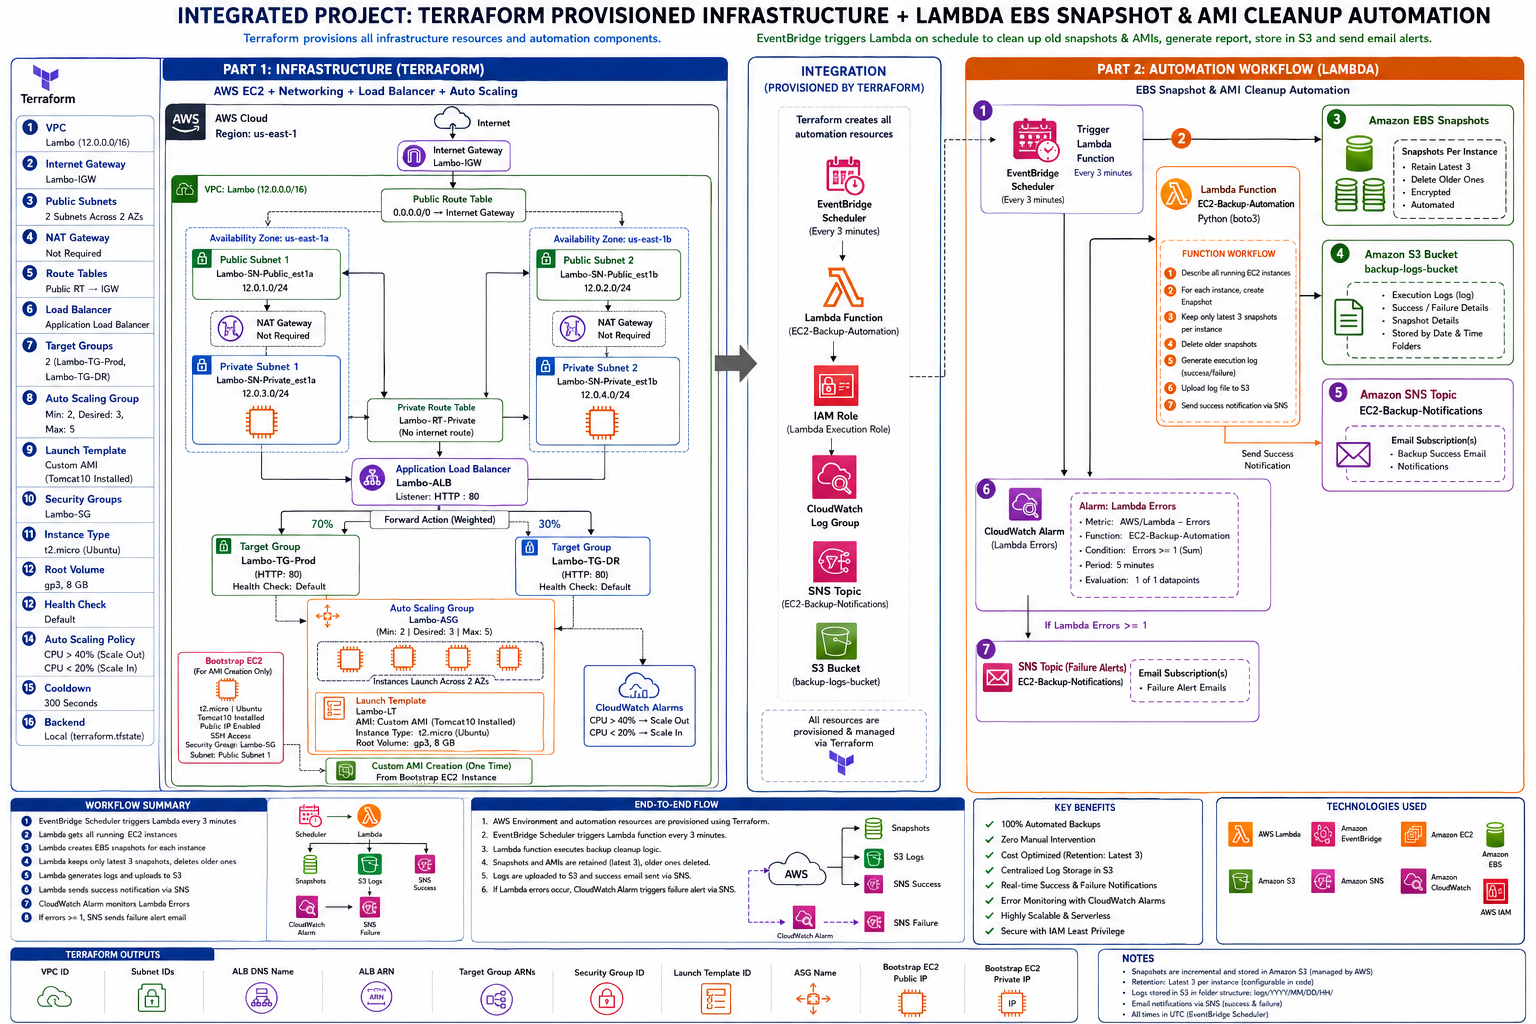 INTEGRATED PROJECT: TERRAFORM PROVISIONED INFRASTRUCTURE + LAMBDA EBS SNAPSHOT & AMI CLEANUP AUTOMATION
Terraform provisions all infrastructure resources and automation components.
EventBridge triggers Lambda on schedule to clean up old snapshots & AMIs, generate report, store in S3 and send email alerts.
Terraform
1 VPC
Lambo (12.0.0.0/16)
2 Internet Gateway
Lambo-IGW
3 Public Subnets
2 Subnets Across 2 AZs
4 NAT Gateway
Not Required
5 Route Tables
Public RT → IGW
6 Load Balancer
Application Load Balancer
7 Target Groups
2 (Lambo-TG-Prod,
Lambo-TG-DR)
8 Auto Scaling Group
Min: 2, Desired: 3,
Max: 5
9 Launch Template
Custom AMI
(Tomcat10 Installed)
10 Security Groups
Lambo-SG
11 Instance Type
t2.micro (Ubuntu)
12 Root Volume
gp3, 8 GB
12 Health Check
Default
14 Auto Scaling Policy
CPU > 40% (Scale Out)
CPU < 20% (Scale In)
15 Cooldown
300 Seconds
16 Backend
Local (terraform.tfstate)
PART 1: INFRASTRUCTURE (TERRAFORM)
AWS EC2 + Networking + Load Balancer + Auto Scaling
AWS
AWS Cloud
Region: us-east-1
Internet
Internet Gateway
Lambo-IGW
VPC: Lambo (12.0.0.0/16)
Public Route Table
0.0.0.0/0 → Internet Gateway
Availability Zone: us-east-1a
Public Subnet 1
Lambo-SN-Public_est1a
12.0.1.0/24
NAT Gateway
Not Required
Private Subnet 1
Lambo-SN-Private_est1a
12.0.3.0/24
Availability Zone: us-east-1b
Public Subnet 2
Lambo-SN-Public_est1b
12.0.2.0/24
NAT Gateway
Not Required
Private Subnet 2
Lambo-SN-Private_est1b
12.0.4.0/24
Private Route Table
Lambo-RT-Private
(No internet route)
Application Load Balancer
Lambo-ALB
Listener: HTTP : 80
Forward Action (Weighted)
70%
30%
Target Group
Lambo-TG-Prod
(HTTP: 80)
Health Check: Default
Target Group
Lambo-TG-DR
(HTTP: 80)
Health Check: Default
Auto Scaling Group
Lambo-ASG
(Min: 2 | Desired: 3 | Max: 5)
Instances Launch Across 2 AZs
Launch Template
Lambo-LT
AMI: Custom AMI (Tomcat10 Installed)
Instance Type: t2.micro (Ubuntu)
Root Volume: gp3, 8 GB
Bootstrap EC2
(For AMI Creation Only)
t2.micro | Ubuntu
Tomcat10 Installed
Public IP Enabled
SSM Access
Security Group: Lambo-SG
Subnet: Public Subnet 1
CloudWatch Alarms
CPU > 40% → Scale Out
CPU < 20% → Scale In
Custom AMI Creation (One Time)
From Bootstrap EC2 Instance
INTEGRATION
(PROVISIONED BY TERRAFORM)
Terraform creates all
automation resources
EventBridge
Scheduler
(Every 3 minutes)
Lambda Function
(EC2-Backup-Automation)
IAM Role
(Lambda Execution Role)
CloudWatch
Log Group
SNS Topic
(EC2-Backup-Notifications)
S3 Bucket
(backup-logs-bucket)
All resources are
provisioned & managed
via Terraform
PART 2: AUTOMATION WORKFLOW (LAMBDA)
EBS Snapshot & AMI Cleanup Automation
1
EventBridge
Scheduler
(Every 3 minutes)
Trigger
Lambda
Function
Every 3 minutes
2
Lambda Function
EC2-Backup-Automation
Python (boto3)
FUNCTION WORKFLOW
1 Describe all running EC2 instances
2 For each instance, create
Snapshot
3 Keep only latest 3 snapshots
per instance
4 Delete older snapshots
5 Generate execution log
(success/failure)
6 Upload log file to S3
7 Send success notification via SNS
Send Success
Notification
3 Amazon EBS Snapshots
Snapshots Per Instance
• Retain Latest 3
• Delete Older Ones
• Encrypted
• Automated
4 Amazon S3 Bucket
backup-logs-bucket
• Execution Logs (log)
• Success / Failure Details
• Snapshot Details
• Stored by Date & Time
Folders
5 Amazon SNS Topic
EC2-Backup-Notifications
Email Subscription(s)
• Backup Success Email
• Notifications
6
CloudWatch Alarm
(Lambda Errors)
Alarm: Lambda Errors
• Metric: AWS/Lambda – Errors
• Function: EC2-Backup-Automation
• Condition: Errors >= 1 (Sum)
• Period: 5 minutes
• Evaluation: 1 of 1 datapoints
If Lambda Errors >= 1
7
SNS Topic (Failure Alerts)
EC2-Backup-Notifications)
Email Subscription(s)
• Failure Alert Emails
WORKFLOW SUMMARY
1 EventBridge Scheduler triggers Lambda every 3 minutes
2 Lambda gets all running EC2 instances
3 Lambda creates EBS snapshots for each instance
4 Lambda keeps only latest 3 snapshots, deletes older ones
5 Lambda generates logs and uploads to S3
6 Lambda sends success notification via SNS
7 CloudWatch Alarm monitors Lambda Errors
8 If errors >= 1, SNS sends failure alert email
Scheduler
Lambda
Snapshots
S3 Logs
SNS
Success
CloudWatch
Alarm
SNS
Failure
END-TO-END FLOW
1. AWS Environment and automation resources are provisioned using Terraform.
2. EventBridge Scheduler triggers Lambda function every 3 minutes.
3. Lambda function executes backup cleanup logic.
4. Snapshots and AMIs are retained (latest 3), older ones deleted.
5. Logs are uploaded to S3 and success email sent via SNS.
6. If Lambda errors occur, CloudWatch Alarm triggers failure alert via SNS.
AWS
Snapshots
S3 Logs
SNS Success
SNS Failure
CloudWatch Alarm
KEY BENEFITS
✓ 100% Automated Backups
✓ Zero Manual Intervention
✓ Cost Optimized (Retention: Latest 3)
✓ Centralized Log Storage in S3
✓ Real-time Success & Failure Notifications
✓ Error Monitoring with CloudWatch Alarms
✓ Highly Scalable & Serverless
✓ Secure with IAM Least Privilege
TECHNOLOGIES USED
AWS Lambda
Amazon
EventBridge
Amazon EC2
Amazon
EBS
Amazon S3
Amazon SNS
Amazon
CloudWatch
AWS IAM
TERRAFORM OUTPUTS
VPC ID
Subnet IDs
ALB DNS Name
ALB ARN
ARN
Target Group ARNs
Security Group ID
Launch Template ID
ASG Name
Bootstrap EC2
Public IP
Bootstrap EC2
Private IP
IP
NOTES
• Snapshots are incremental and stored in Amazon S3 (managed by AWS)
• Retention: Latest 3 per instance (configurable in code)
• Logs stored in S3 in folder structure: logs/YYYY/MM/DD/HH/
• Email notifications via SNS (success & failure)
• All times in UTC (EventBridge Scheduler)